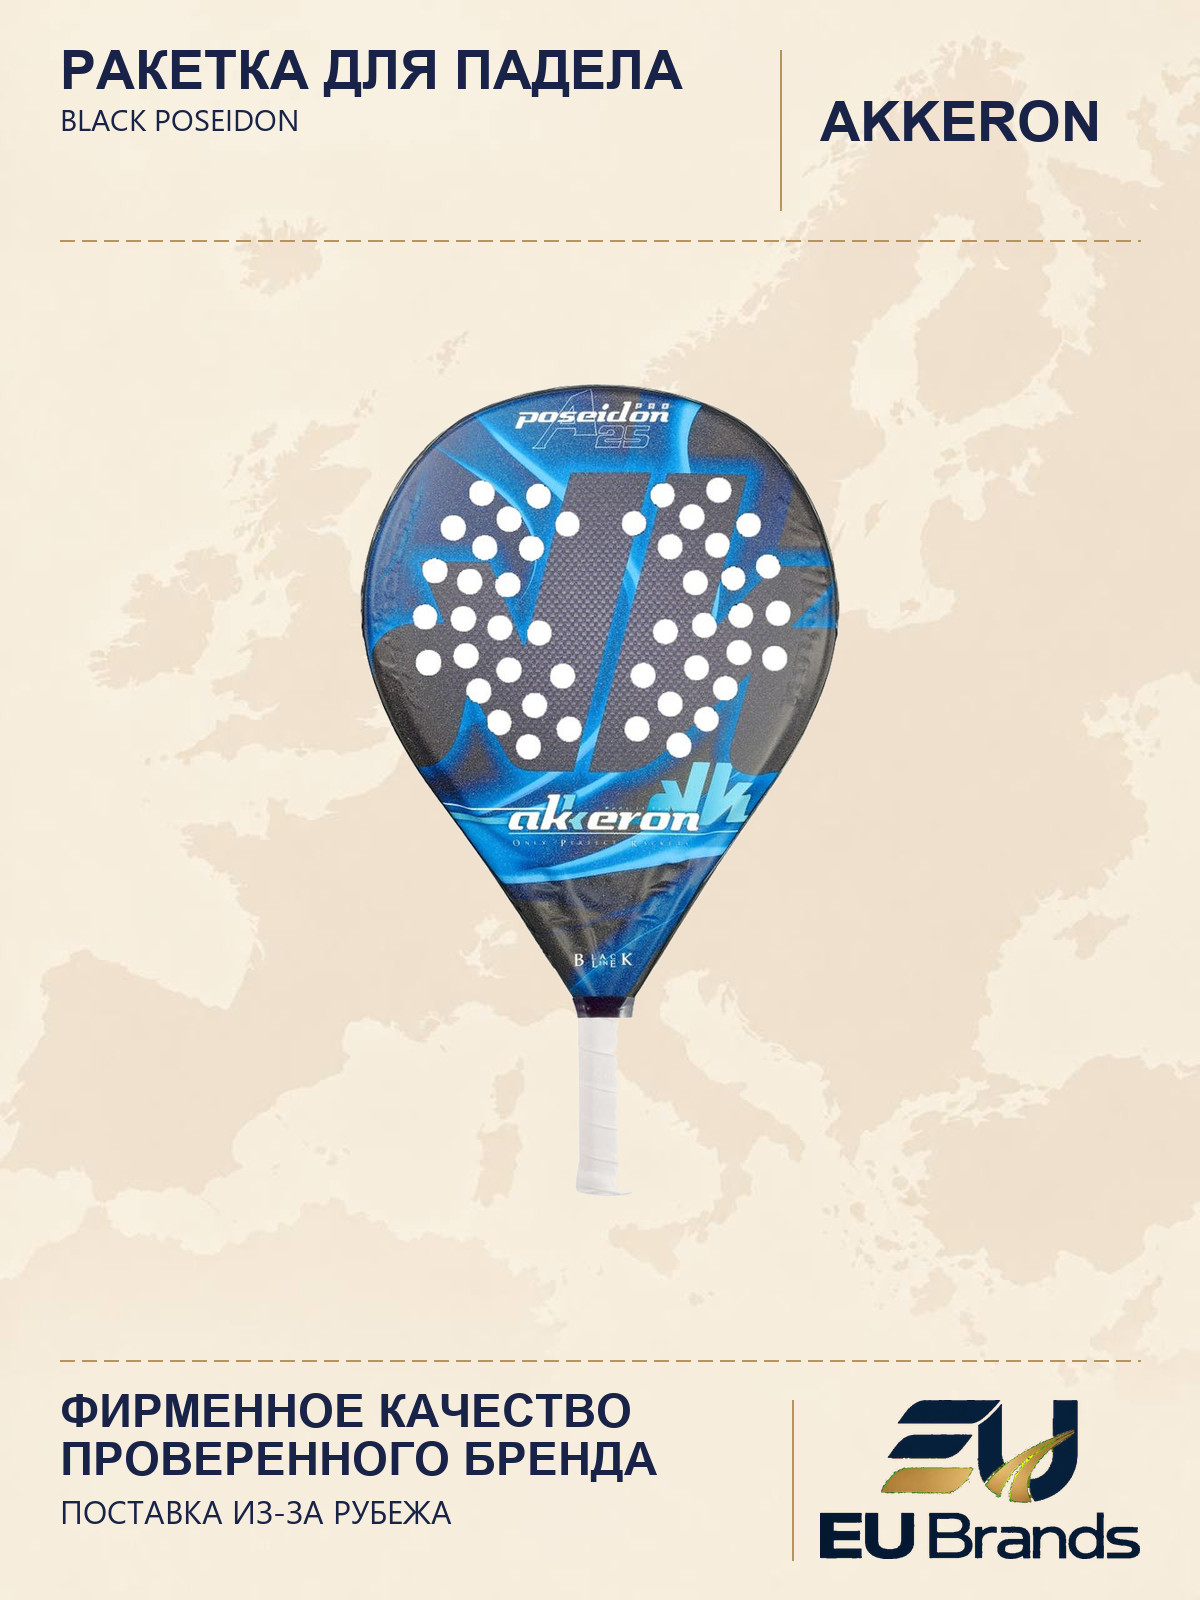 РАКЕТКА ДЛЯ ПАДЕЛА
BLACK POSEIDON
AKKERON
poseidon PRO
A25
akkeron
ONLY PERFECT RACKETS
BLACK LINE
ФИРМЕННОЕ КАЧЕСТВО
ПРОВЕРЕННОГО БРЕНДА
ПОСТАВКА ИЗ-ЗА РУБЕЖА
EU
EU Brands